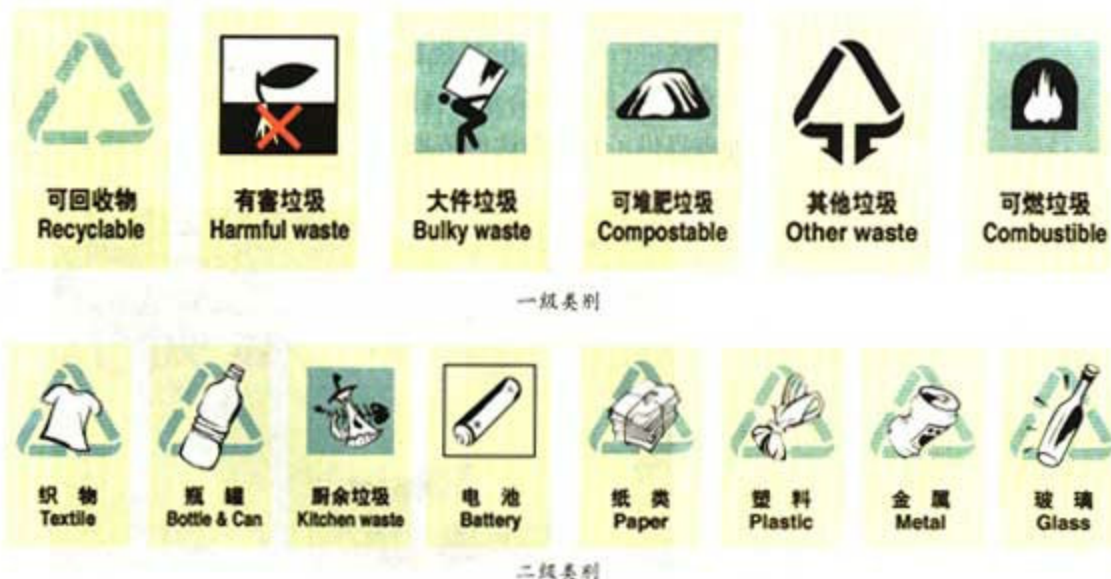 可回收物
Recyclable
有害垃圾
Harmful waste
大件垃圾
Bulky waste
可堆肥垃圾
Compostable
其他垃圾
Other waste
可燃垃圾
Combustible
一级类别
织 物
Textile
瓶 罐
Bottle & Can
厨余垃圾
Kitchen waste
电 池
Battery
纸 类
Paper
塑 料
Plastic
金 属
Metal
玻 璃
Glass
二级类别